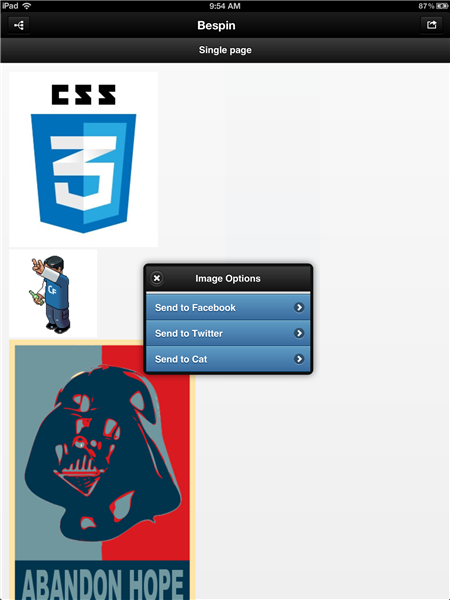 iPad 9:54 AM 87%
Bespin
Single page
CSS
3
CF
Image Options
Send to Facebook
Send to Twitter
Send to Cat
ABANDON HOPE